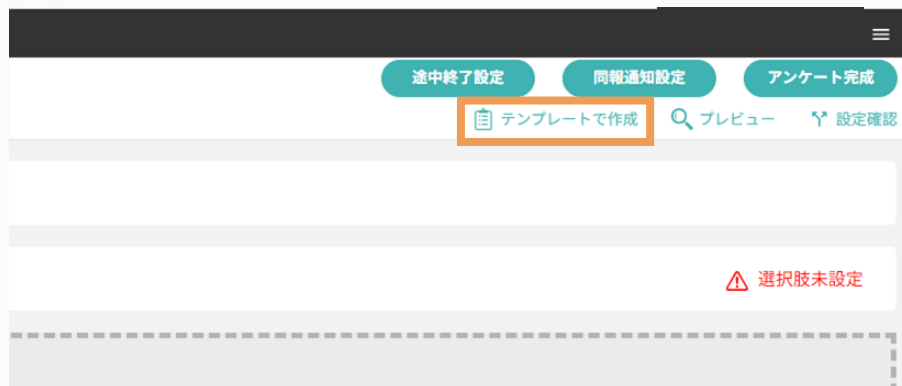 途中終了設定 同報通知設定 アンケート完成
テンプレートで作成 プレビュー 設定確認
選択肢未設定